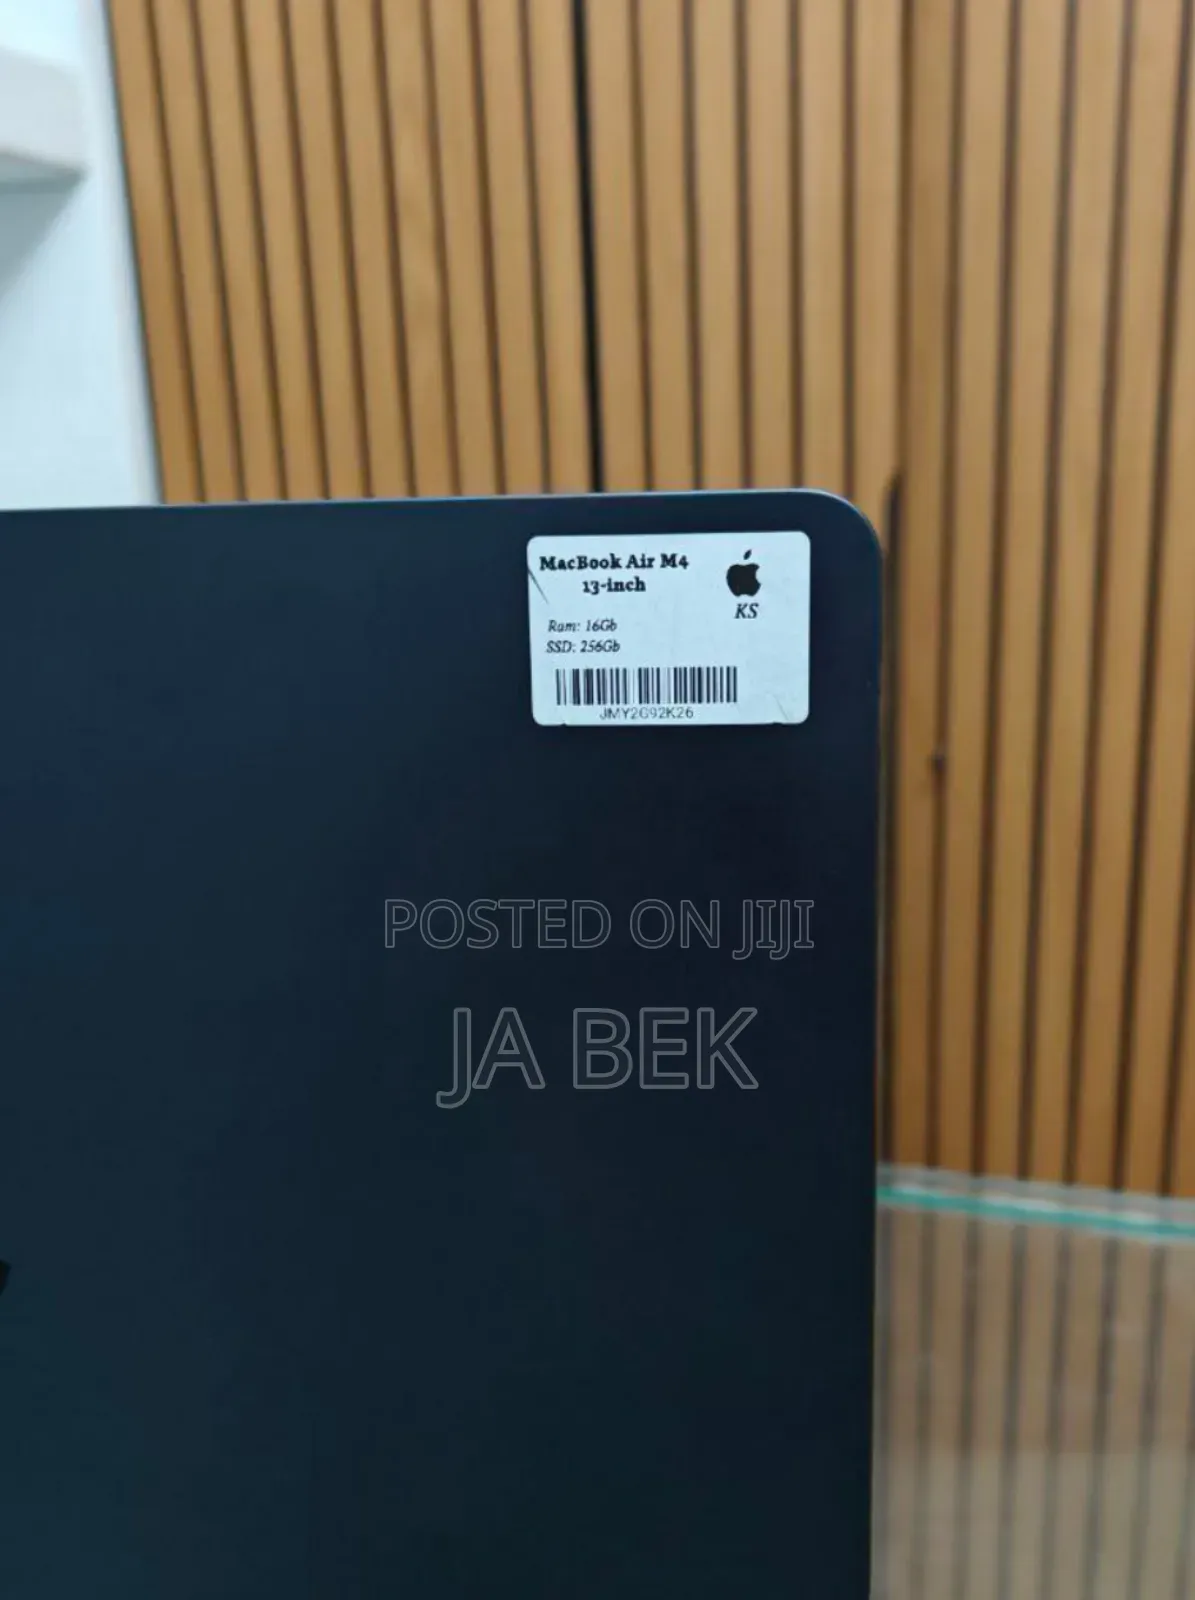 MacBook Air M4
13-inch
KS
Ram: 16Gb
SSD: 256Gb
JMY2G92K26
POSTED ON JIJI
JA BEK